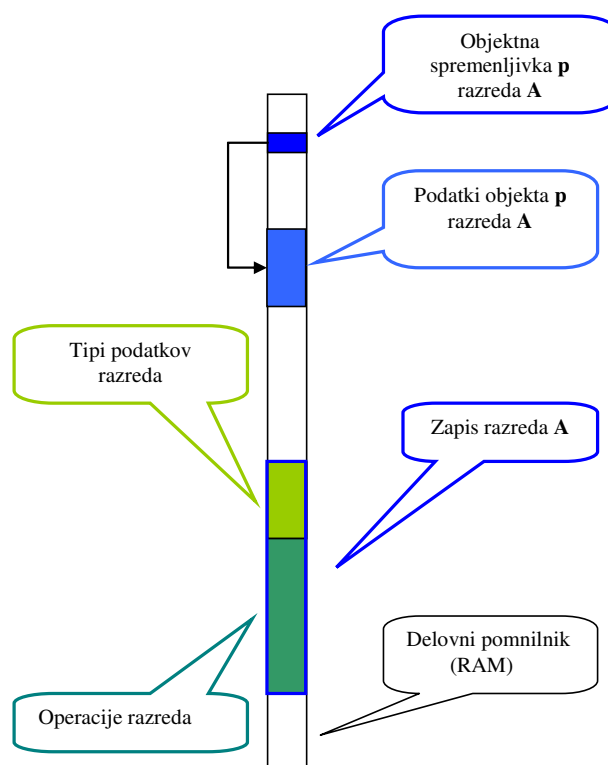 Objektna
spremenljivka p
razreda A
Podatki objekta p
razreda A
Tipi podatkov
razreda
Zapis razreda A
Delovni pomnilnik
(RAM)
Operacije razreda